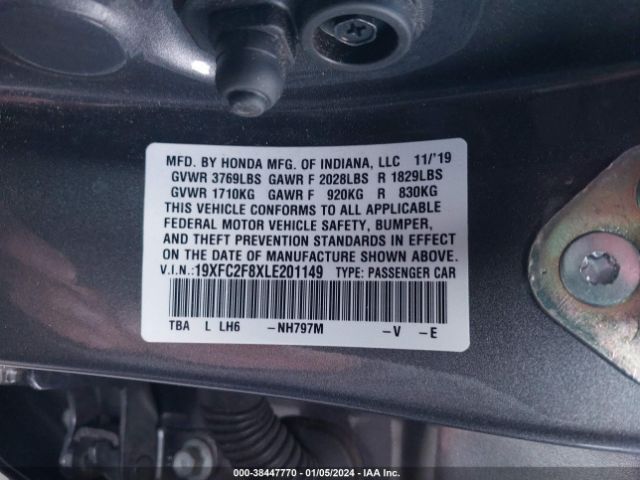 MFD. BY HONDA MFG. OF INDIANA, LLC 11/'19
GVWR 3769LBS GAWR F 2028LBS R 1829LBS
GVWR 1710KG GAWR F 920KG R 830KG
THIS VEHICLE CONFORMS TO ALL APPLICABLE
FEDERAL MOTOR VEHICLE SAFETY, BUMPER,
AND THEFT PREVENTION STANDARDS IN EFFECT
ON THE DATE OF MANUFACTURE SHOWN ABOVE.
V.I.N.:19XFC2F8XLE201149 TYPE: PASSENGER CAR
TBA L LH6 -NH797M -V -E
000-38447770 — 01/05/2024 — IAA Inc.